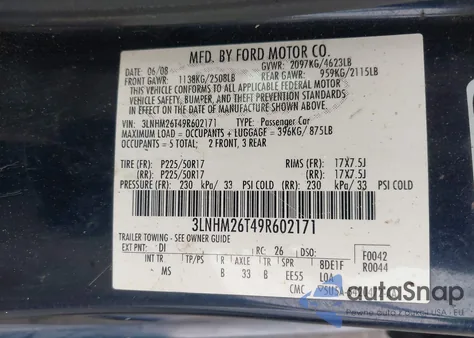 MFD. BY FORD MOTOR CO.
DATE: 06/08 GVWR: 2097KG/4623LB
FRONT GAWR: 1138KG/2508LB REAR GAWR: 959KG/2115LB
THIS VEHICLE CONFORMS TO ALL APPLICABLE FEDERAL MOTOR
VEHICLE SAFETY, BUMPER, AND THEFT PREVENTION STANDARDS IN
EFFECT ON THE DATE OF MANUFACTURE SHOWN ABOVE.
VIN: 3LNHM26T49R602171 TYPE: Passenger Car
MAXIMUM LOAD = OCCUPANTS + LUGGAGE = 396KG/875LB
OCCUPANTS = 5 TOTAL; 2 FRONT, 3 REAR
TIRE (FR) P225/50R17 RIMS (FR): 17X7.5J
(RR): P225/50R17 (RR): 17X7.5J
PRESSURE (FR) 230 kPa/ 33 PSI COLD (RR) 230 kPa/ 33 PSI COLD
3LNHM26T49R602171
TRAILER TOWING - SEE OWNER GUIDE
EXT PNT: DI RC: 26 DSO: F0042
INT TR TP/PS R AXLE TR SPR 8DE1F R0044
MS B 33 B EE55 LOA
CMC
autoSnap